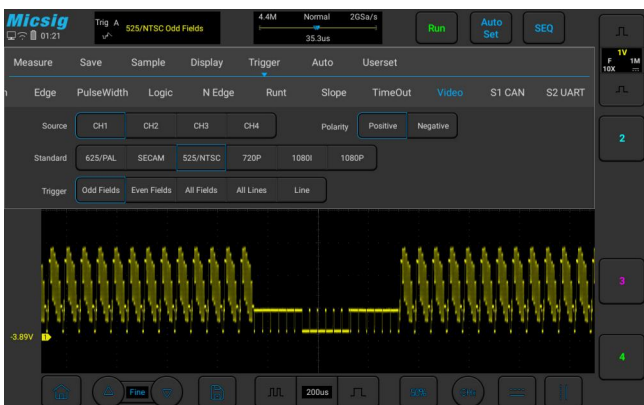 Micsig
01:21
Trig A
525/NTSC Odd Fields
4.4M Normal 2GSa/s
35.3us
Run
Auto Set
SEQ
1V
F 1M
10X
Measure Save Sample Display Trigger Auto Userset
n Edge PulseWidth Logic N Edge Runt Slope TimeOut Video S1 CAN S2 UART
Source CH1 CH2 CH3 CH4 Polarity Positive Negative
Standard 625/PAL SECAM 525/NTSC 720P 1080I 1080P
Trigger Odd Fields Even Fields All Fields All Lines Line
2
3
4
-3.89V 1
Fine 200us 50%